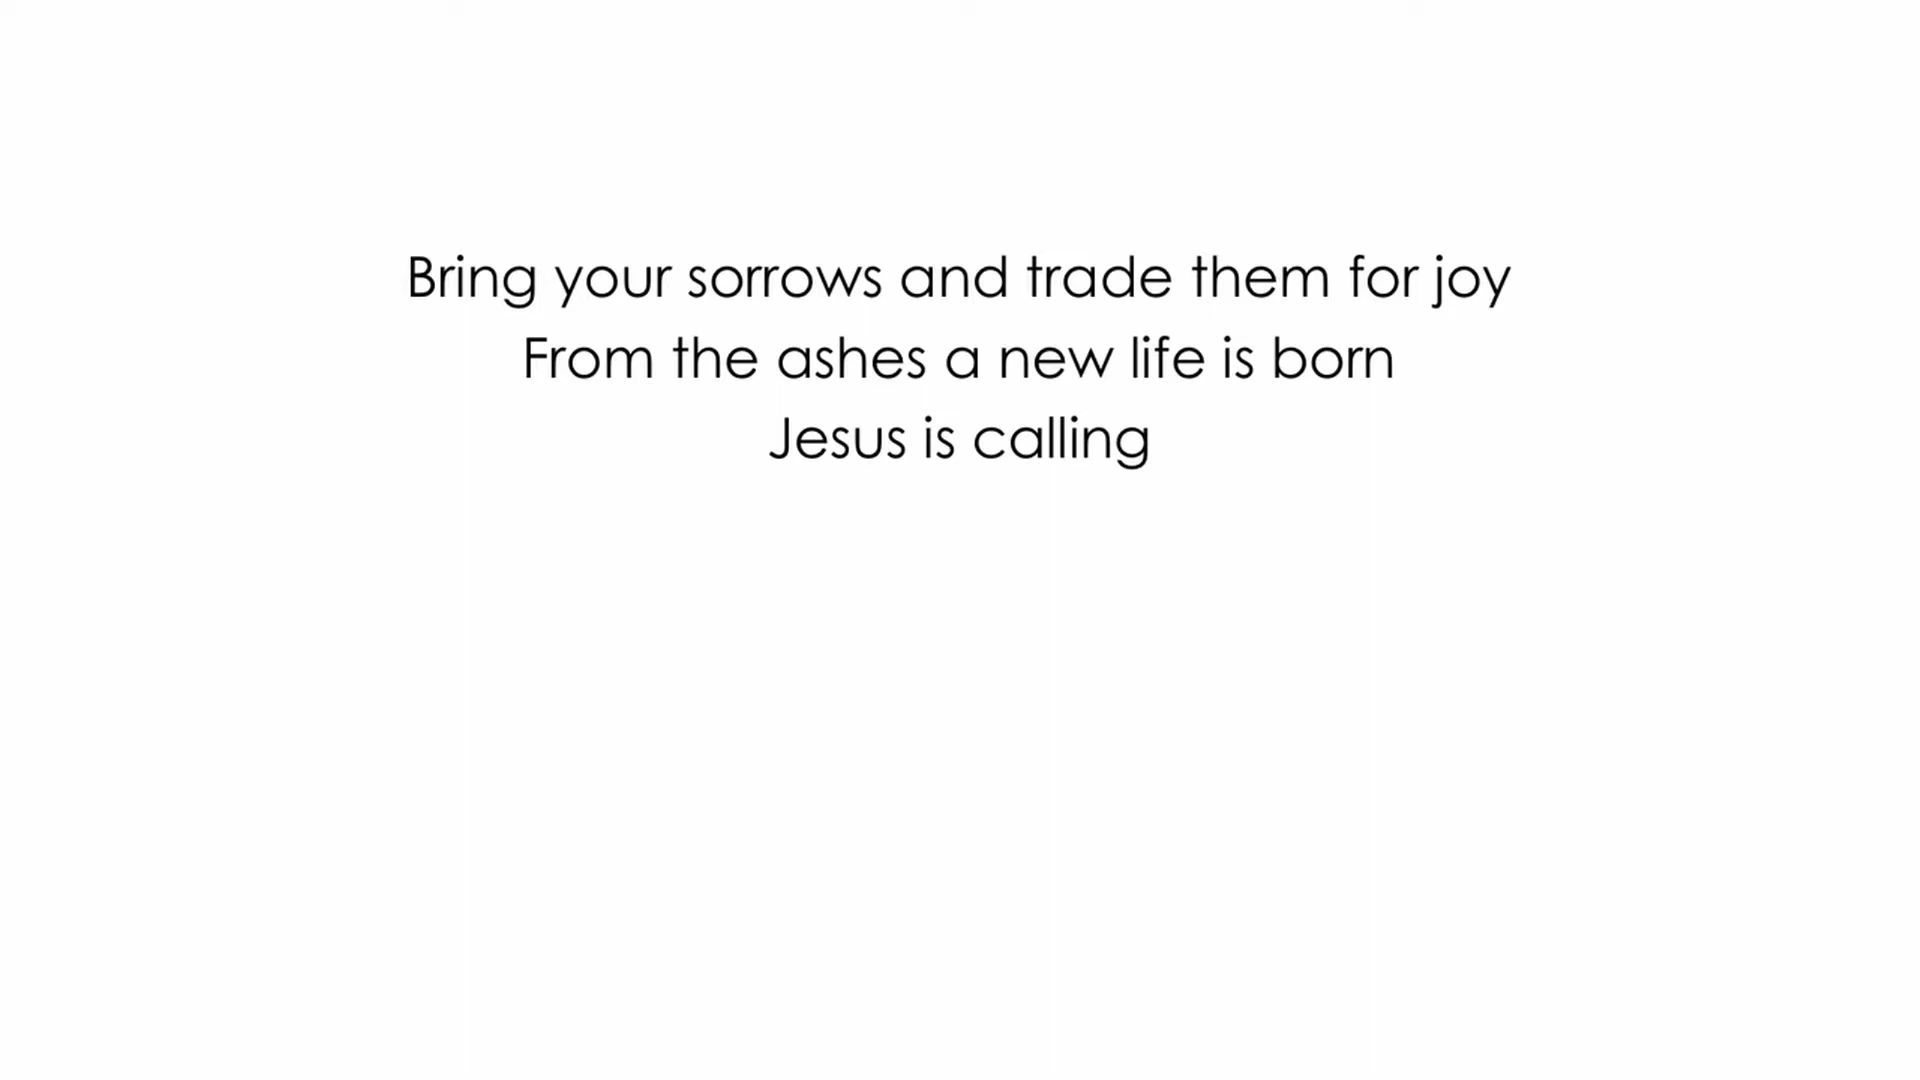 Bring your sorrows and trade them for joy
From the ashes a new life is born
Jesus is calling